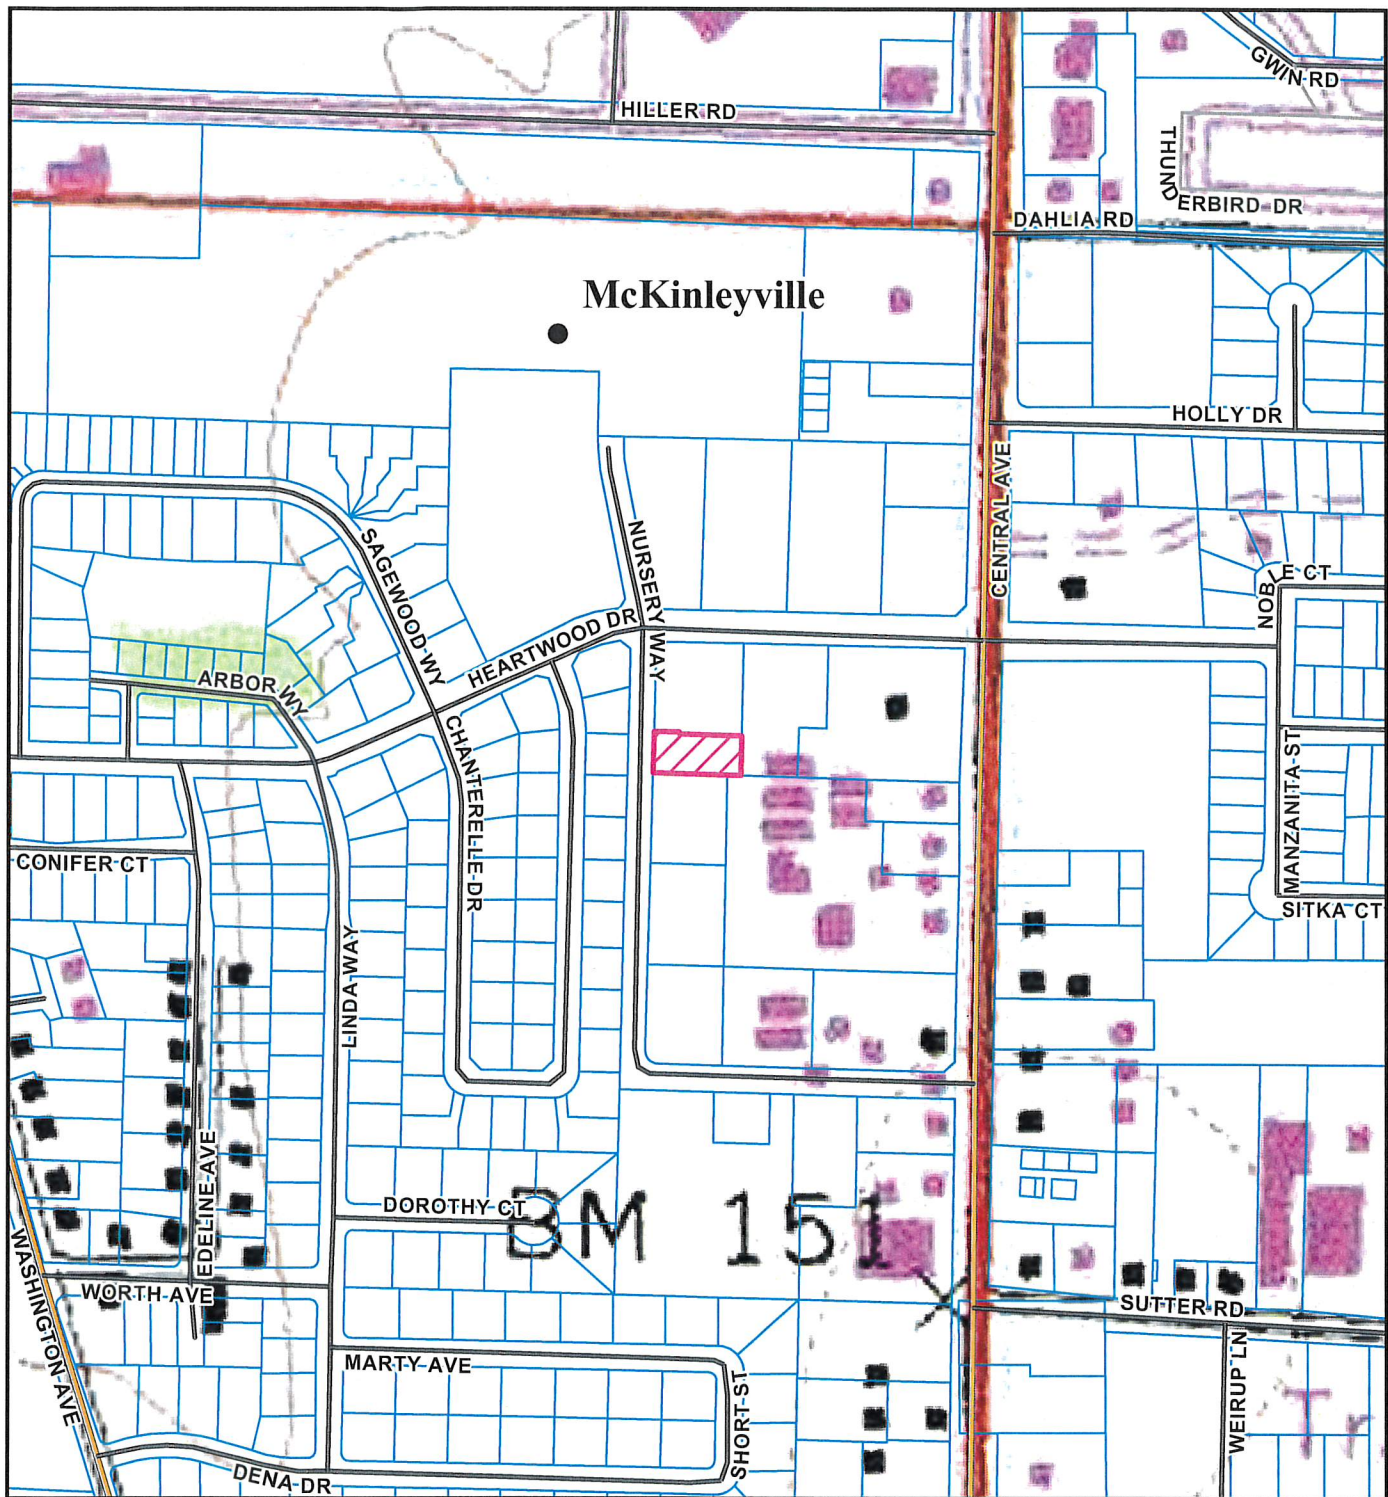 GWIN RD
HILLER RD
THUNDERBIRD DR
DAHLIA RD
McKinleyville
HOLLY DR
CENTRAL AVE
NURSERY WAY
SAGEWOOD WY
NOBLE CT
HEARTWOOD DR
ARBOR WY
CHANTERELLE DR
MANZANITA ST
CONIFER CT
SITKA CT
LINDA WAY
EDELINE AVE
DOROTHY CT
BM 151
WASHINGTON AVE
WORTH AVE
SUTTER RD
MARTY AVE
SHORT ST
WEIRUP LN
DENA DR